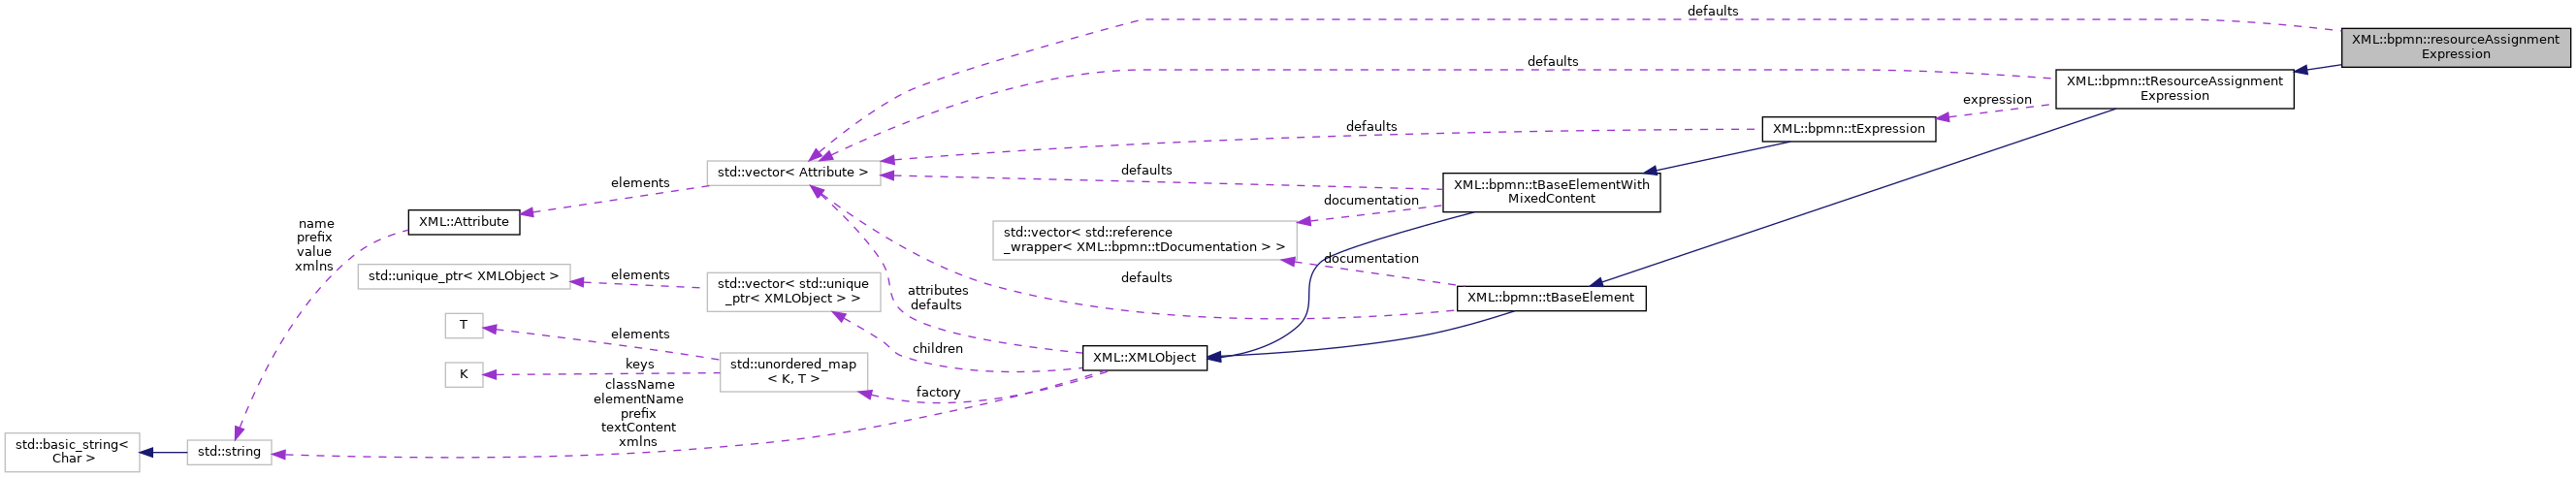 defaults
XML::bpmn::resourceAssignment
Expression
defaults
XML::bpmn::tResourceAssignment
Expression
expression
defaults
XML::bpmn::tExpression
std::vector< Attribute >
defaults
XML::bpmn::tBaseElementWith
MixedContent
elements
documentation
XML::Attribute
name
prefix
value
xmlns
std::vector< std::reference
_wrapper< XML::bpmn::tDocumentation > >
documentation
std::unique_ptr< XMLObject >
elements
std::vector< std::unique
_ptr< XMLObject > >
attributes
defaults
defaults
XML::bpmn::tBaseElement
T
elements
children
XML::XMLObject
K
keys
std::unordered_map
< K, T >
factory
className
elementName
prefix
textContent
xmlns
std::basic_string<
Char >
std::string